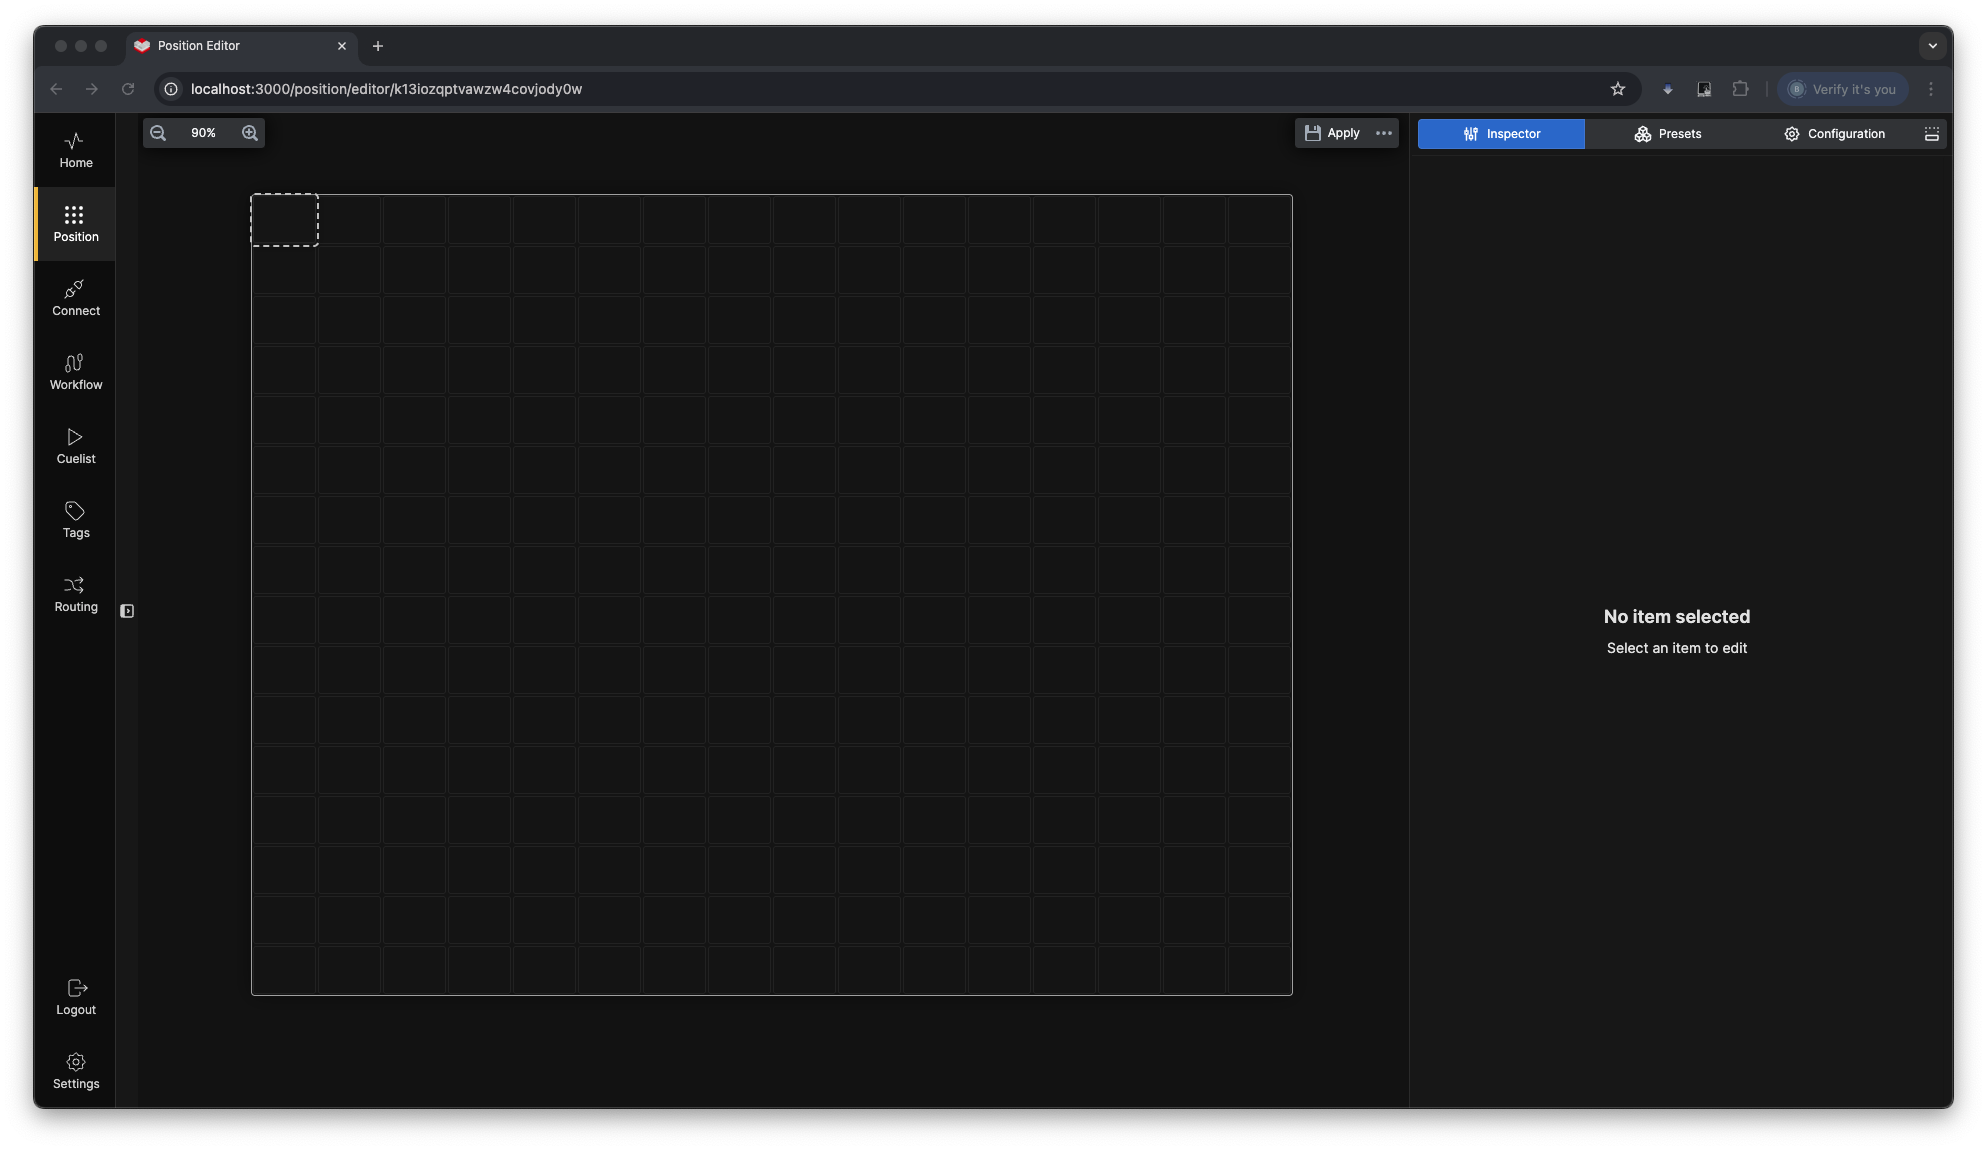 Position Editor
localhost:3000/position/editor/k13iozqptvawzw4covjody0w
Verify it's you
Home
Position
Connect
Workflow
Cuelist
Tags
Routing
Logout
Settings
90%
Apply
Inspector
Presets
Configuration
No item selected
Select an item to edit